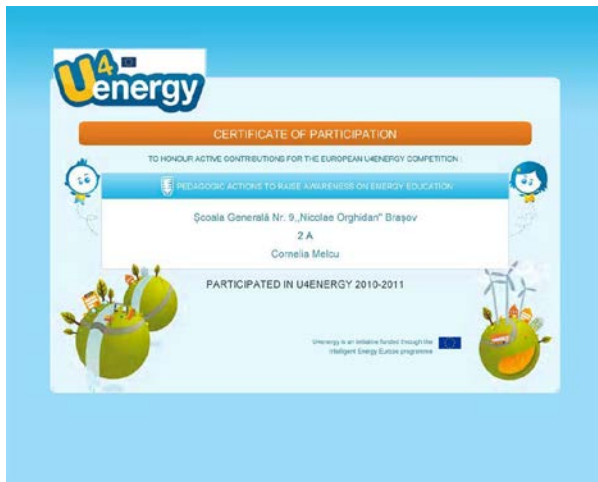 U4energy
CERTIFICATE OF PARTICIPATION
TO HONOUR ACTIVE CONTRIBUTIONS FOR THE EUROPEAN U4ENERGY COMPETITION :
PEDAGOGIC ACTIONS TO RAISE AWARENESS ON ENERGY EDUCATION
Școala Generală Nr. 9,,Nicolae Orghidan" Brașov
2 A
Cornelia Melcu
PARTICIPATED IN U4ENERGY 2010-2011
U4energy is an initiative funded through the
Intelligent Energy Europe programme